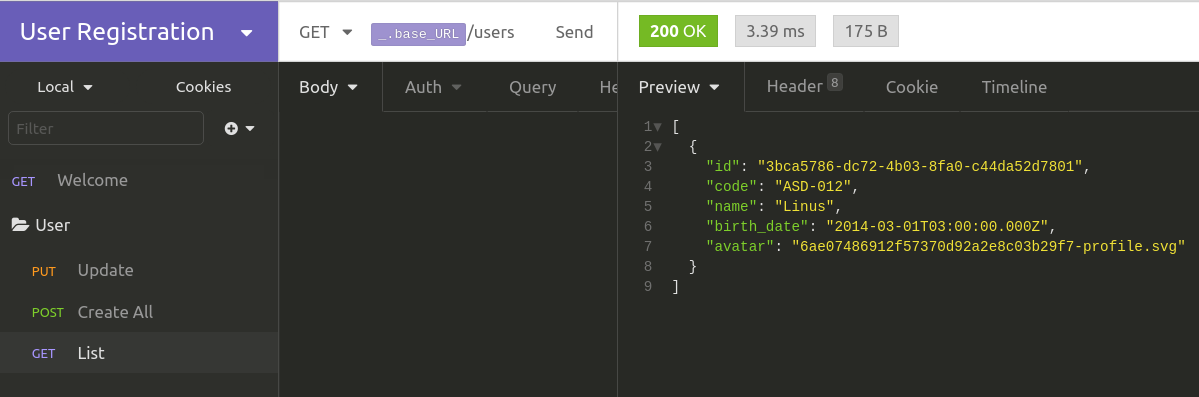 User Registration
GET _.base_URL/users Send
200 OK 3.39 ms 175 B
Local Cookies
Body Auth Query He
Preview Header 8 Cookie Timeline
Filter
GET Welcome
User
PUT Update
POST Create All
GET List
1 [
2 {
3 "id": "3bca5786-dc72-4b03-8fa0-c44da52d7801",
4 "code": "ASD-012",
5 "name": "Linus",
6 "birth_date": "2014-03-01T03:00:00.000Z",
7 "avatar": "6ae07486912f57370d92a2e8c03b29f7-profile.svg"
8 }
9 ]